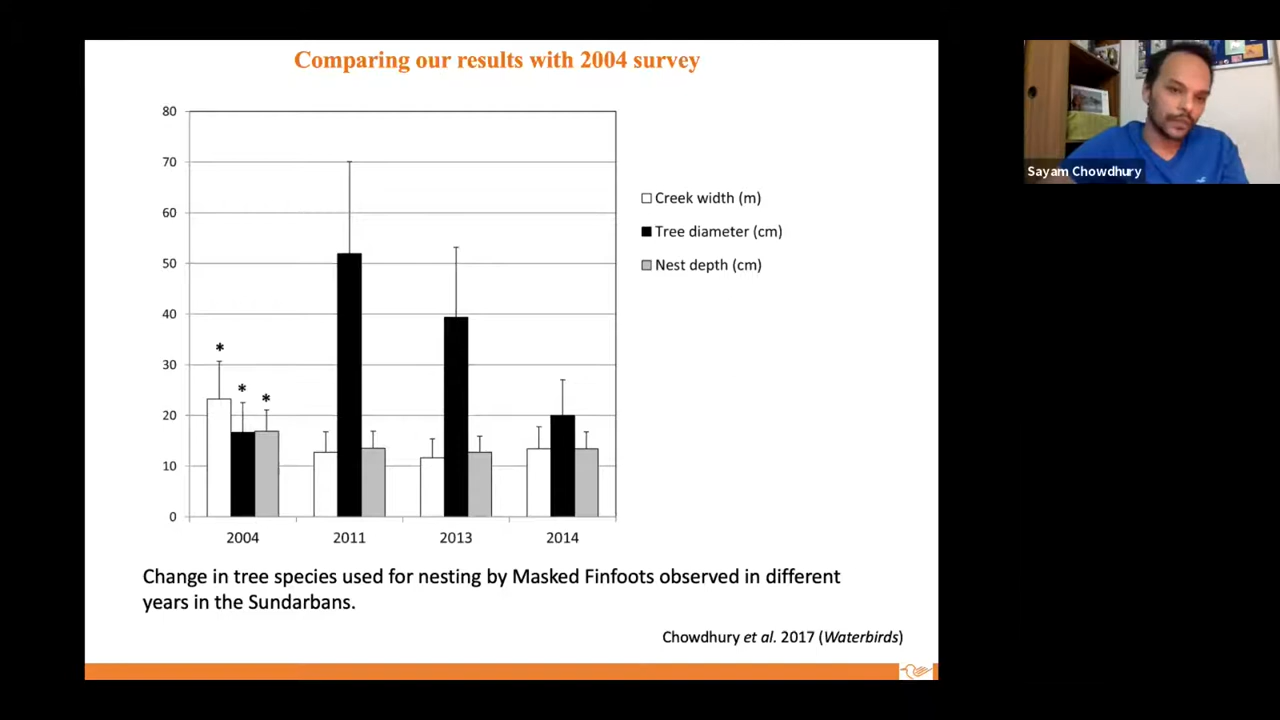 Comparing our results with 2004 survey
80
70
60
50
40
30
20
10
0
*
*
*
2004 2011 2013 2014
Creek width (m)
Tree diameter (cm)
Nest depth (cm)
Change in tree species used for nesting by Masked Finfoots observed in different
years in the Sundarbans.
Chowdhury et al. 2017 (Waterbirds)
Sayam Chowdhury